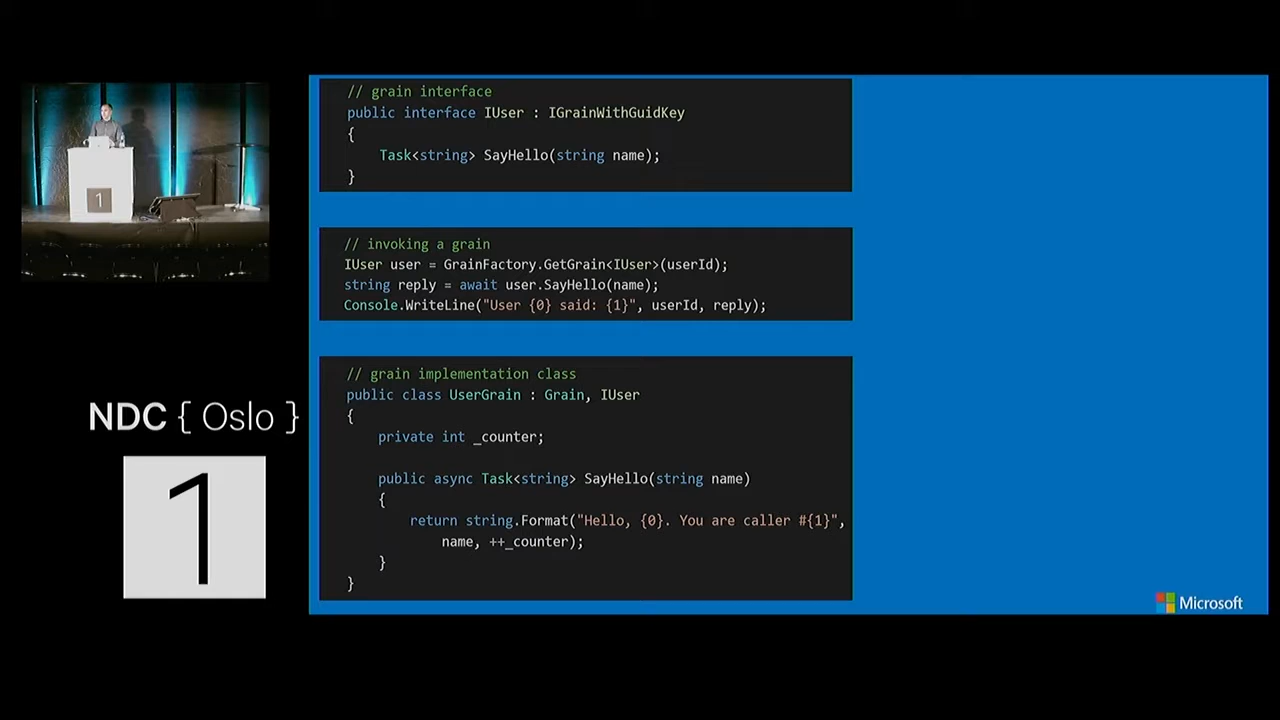 // grain interface
public interface IUser : IGrainWithGuidKey
{
Task<string> SayHello(string name);
}
// invoking a grain
IUser user = GrainFactory.GetGrain<IUser>(userId);
string reply = await user.SayHello(name);
Console.WriteLine("User {0} said: {1}", userId, reply);
// grain implementation class
public class UserGrain : Grain, IUser
{
private int _counter;
public async Task<string> SayHello(string name)
{
return string.Format("Hello, {0}. You are caller #{1}",
name, ++_counter);
}
}
Microsoft
1
NDC { Oslo }
1